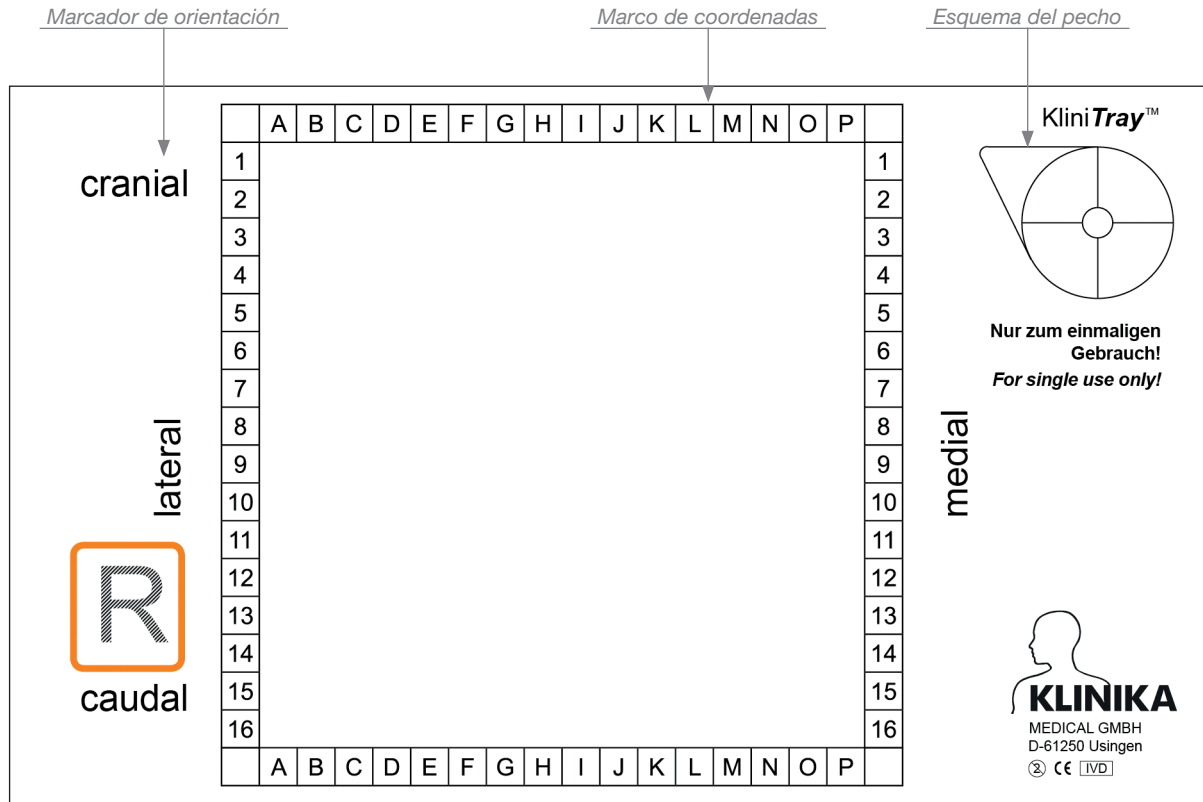 Marcador de orientación
Marco de coordenadas
Esquema del pecho
A B C D E F G H I J K L M N O P
KliniTray™
cranial
1 1
2 2
3 3
4 4
5 5
6 6
7 7
8 8
9 9
10 10
11 11
12 12
13 13
14 14
15 15
16 16
A B C D E F G H I J K L M N O P
Nur zum einmaligen
Gebrauch!
For single use only!
lateral
medial
R
caudal
KLINIKA
MEDICAL GMBH
D-61250 Usingen
2 CE IVD